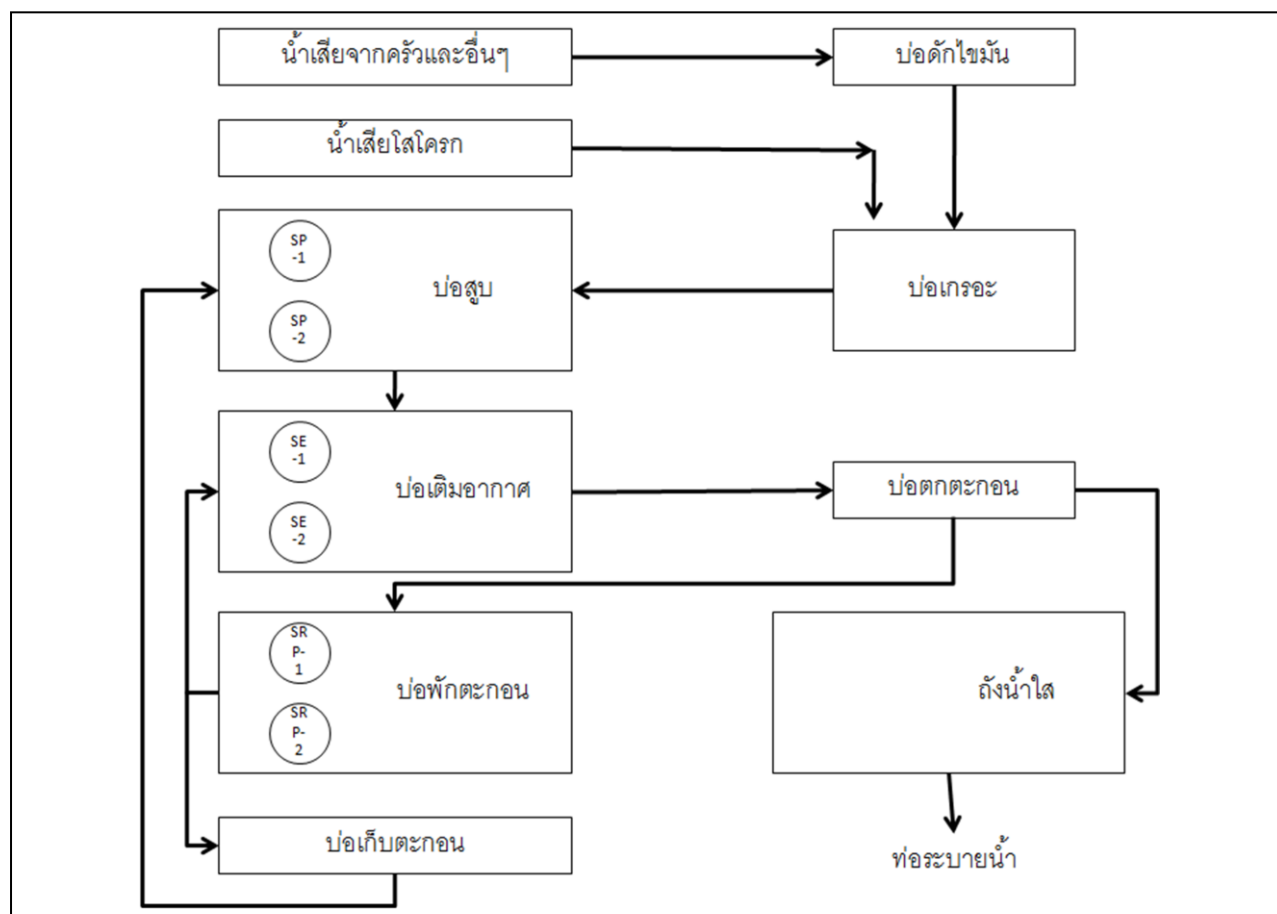 น้ำเสียจากครัวและอื่นๆ
บ่อดักไขมัน
น้ำเสียโสโครก
SP
-1
บ่อสูบ
SP
-2
บ่อเกรอะ
SE
-1
บ่อเติมอากาศ
SE
-2
บ่อตกตะกอน
SR
P-
1
บ่อพักตะกอน
SR
P-
2
ถังน้ำใส
บ่อเก็บตะกอน
ท่อระบายน้ำ